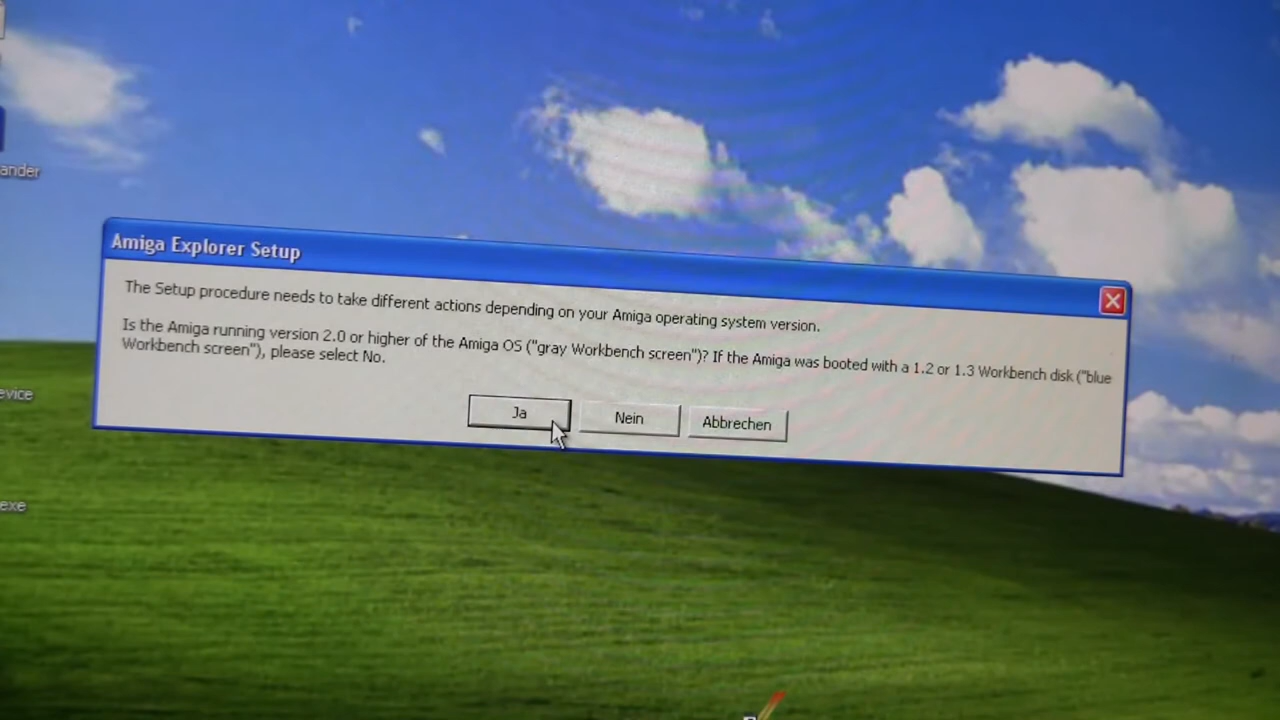 ander
Amiga Explorer Setup
The Setup procedure needs to take different actions depending on your Amiga operating system version.
Is the Amiga running version 2.0 or higher of the Amiga OS ("gray Workbench screen")? If the Amiga was booted with a 1.2 or 1.3 Workbench disk ("blue
Workbench screen"), please select No.
Ja Nein Abbrechen
evice
exe